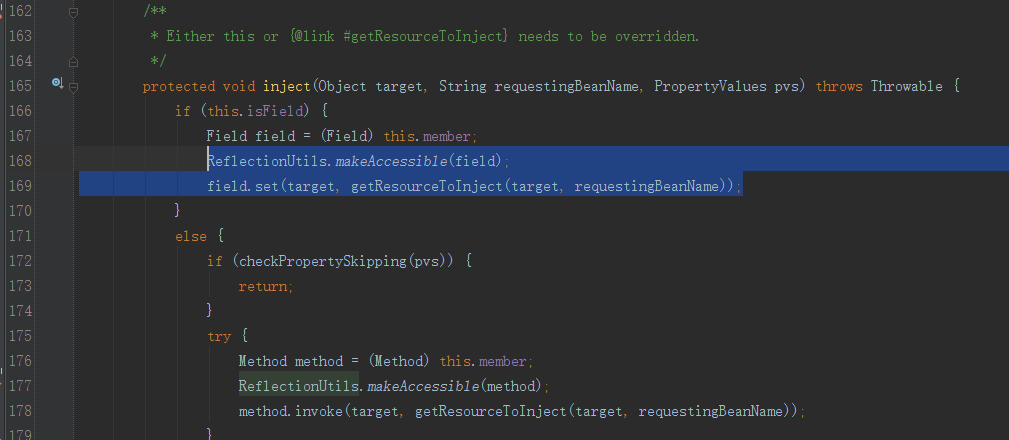 162 /**
163 * Either this or {@link #getResourceToInject} needs to be overridden.
164 */
165 protected void inject(Object target, String requestingBeanName, PropertyValues pvs) throws Throwable {
166 if (this.isField) {
167 Field field = (Field) this.member;
168 ReflectionUtils.makeAccessible(field);
169 field.set(target, getResourceToInject(target, requestingBeanName));
170 }
171 else {
172 if (checkPropertySkipping(pvs)) {
173 return;
174 }
175 try {
176 Method method = (Method) this.member;
177 ReflectionUtils.makeAccessible(method);
178 method.invoke(target, getResourceToInject(target, requestingBeanName));
179 }